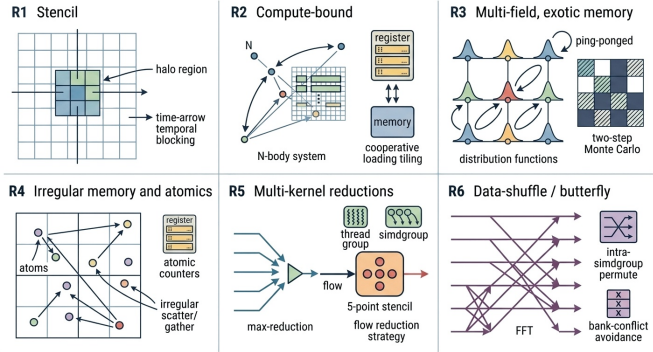 R1 Stencil
halo region
time-arrow
temporal
blocking
R2 Compute-bound
N
N-body system
register
memory
cooperative
loading tiling
R3 Multi-field, exotic memory
ping-ponged
distribution functions
two-step
Monte Carlo
R4 Irregular memory and atomics
atoms
register
atomic
counters
irregular
scatter/
gather
R5 Multi-kernel reductions
max-reduction
flow
thread
group
simdgroup
5-point stencil
flow reduction
strategy
R6 Data-shuffle / butterfly
FFT
intra-
simdgroup
permute
X X
X X
X X
bank-conflict
avoidance